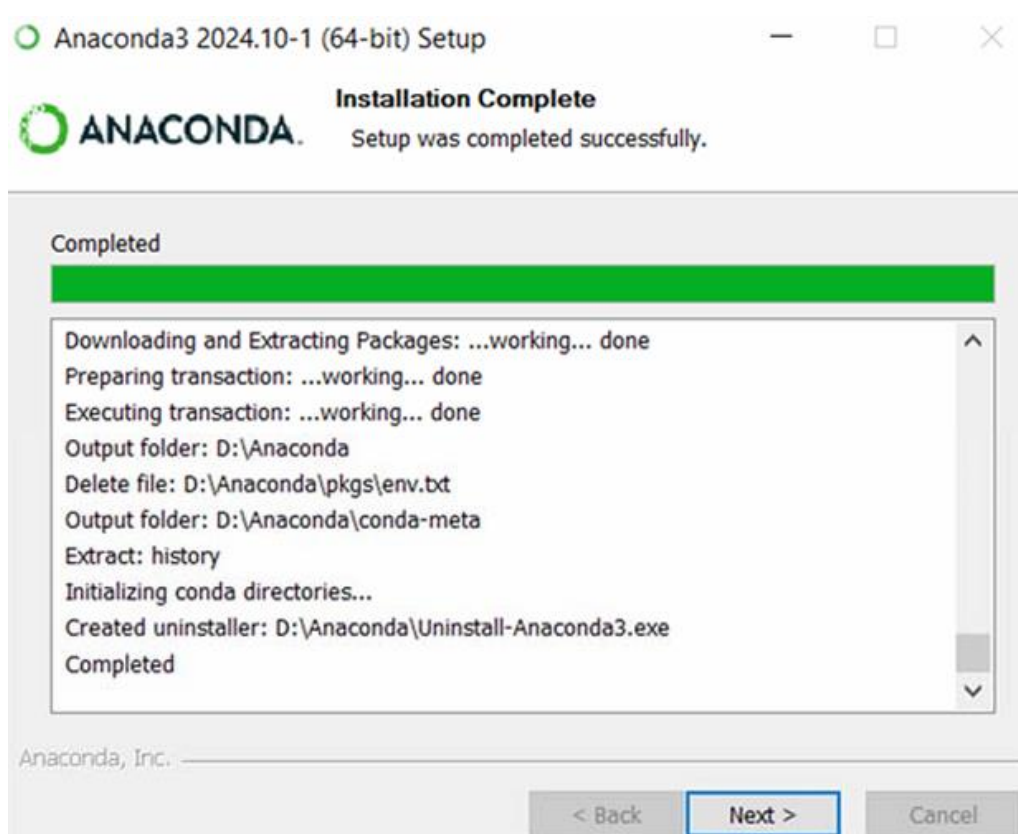 Anaconda3 2024.10-1 (64-bit) Setup
ANACONDA.
Installation Complete
Setup was completed successfully.
Completed
Downloading and Extracting Packages: ...working... done
Preparing transaction: ...working... done
Executing transaction: ...working... done
Output folder: D:\Anaconda
Delete file: D:\Anaconda\pkgs\env.txt
Output folder: D:\Anaconda\conda-meta
Extract: history
Initializing conda directories...
Created uninstaller: D:\Anaconda\Uninstall-Anaconda3.exe
Completed
Anaconda, Inc.
< Back Next > Cancel